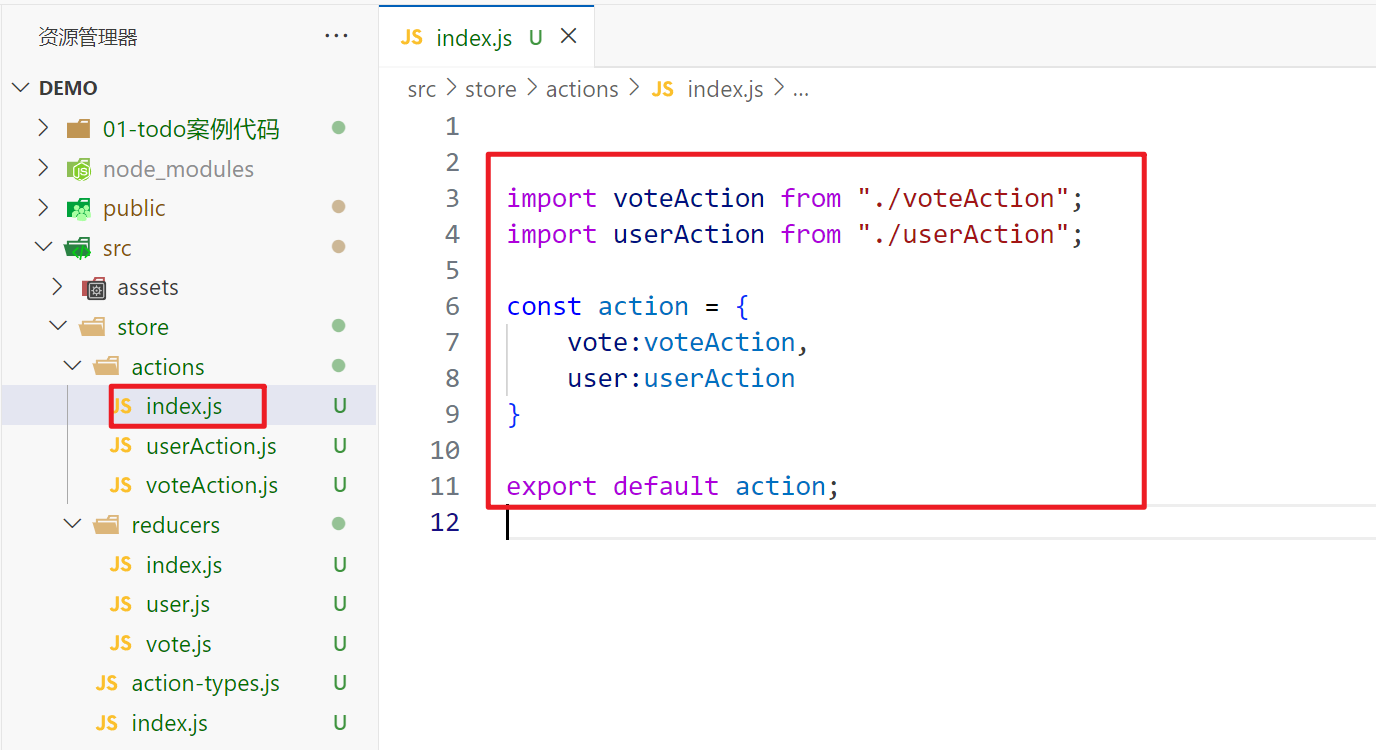 资源管理器 ...
DEMO
01-todo案例代码
node_modules
public
src
assets
store
actions
JS index.js U
JS userAction.js U
JS voteAction.js U
reducers
JS index.js U
JS user.js U
JS vote.js U
JS action-types.js U
JS index.js U
JS index.js U
src > store > actions > JS index.js > ...
1
2
3 import voteAction from "./voteAction";
4 import userAction from "./userAction";
5
6 const action = {
7 vote:voteAction,
8 user:userAction
9 }
10
11 export default action;
12